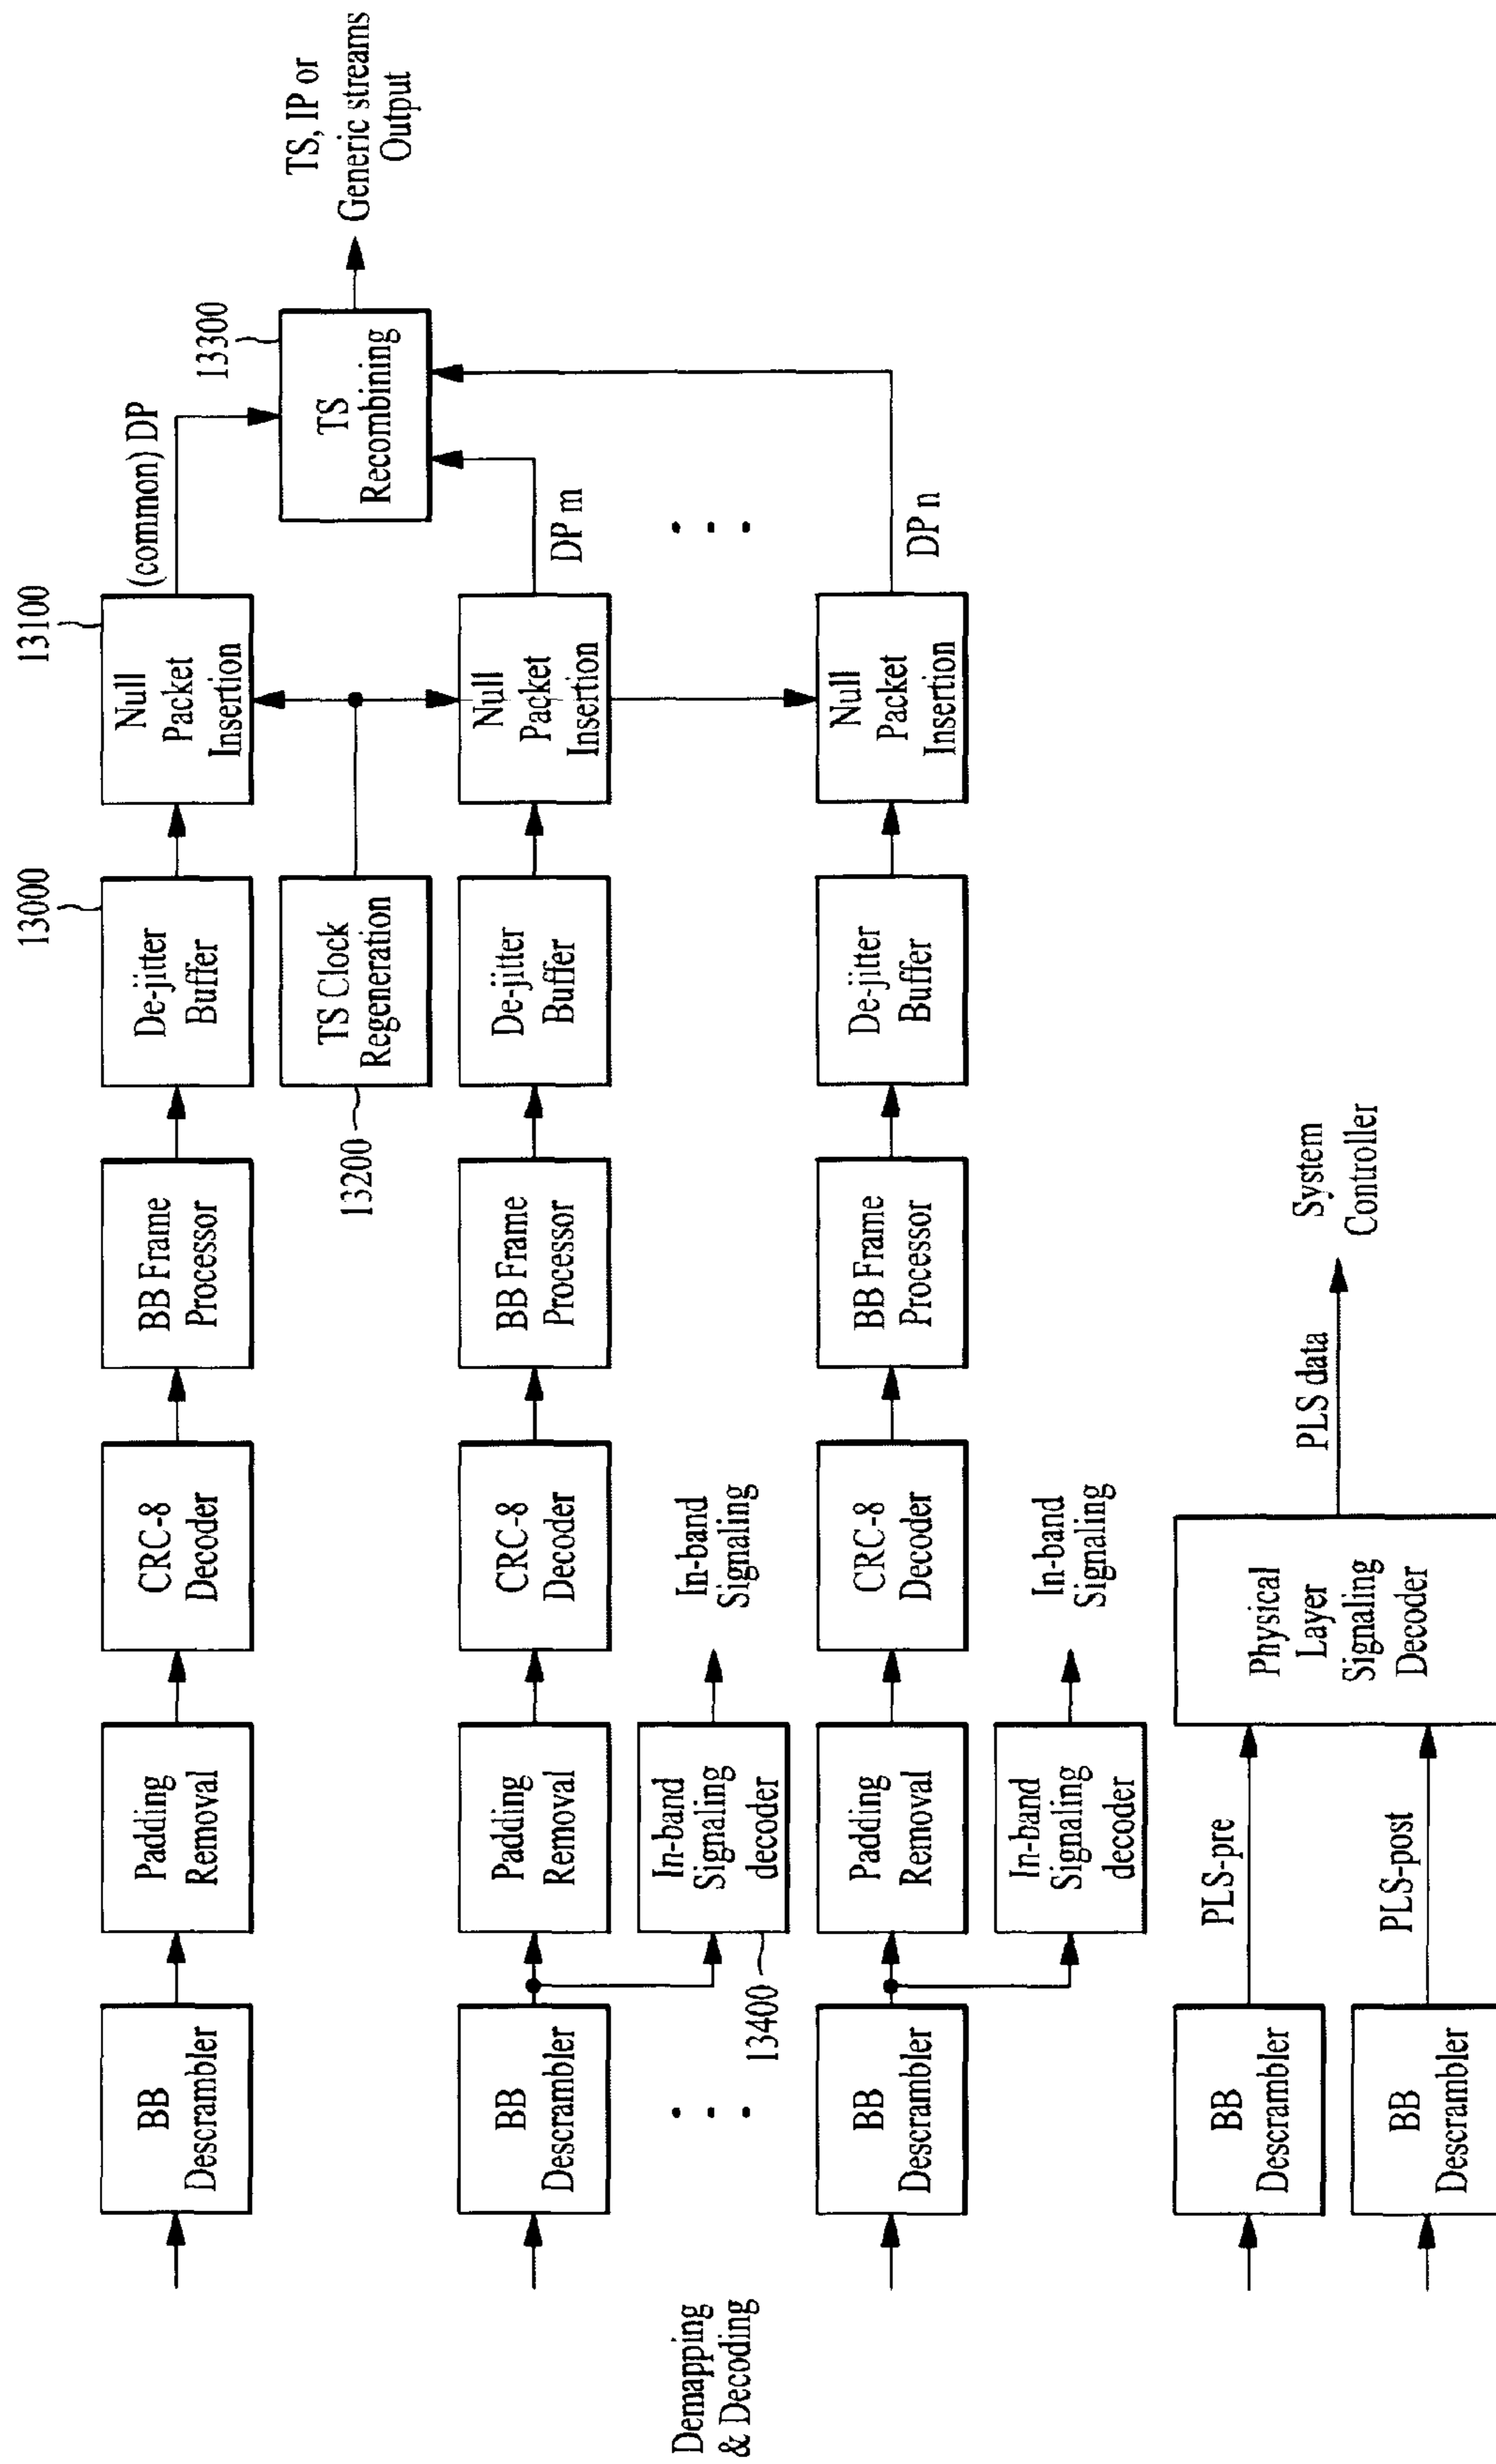 Demapping
& Decoding
BB
Descrambler
Padding
Removal
CRC-8
Decoder
BB Frame
Processor
13000
De-jitter
Buffer
13100
Null
Packet
Insertion
(common) DP
13200
TS Clock
Regeneration
13300
TS
Recombining
TS, IP or
Generic streams
Output
BB
Descrambler
Padding
Removal
CRC-8
Decoder
BB Frame
Processor
De-jitter
Buffer
Null
Packet
Insertion
DP m
13400
In-band
Signaling
decoder
In-band
Signaling
BB
Descrambler
Padding
Removal
CRC-8
Decoder
BB Frame
Processor
De-jitter
Buffer
Null
Packet
Insertion
DP n
In-band
Signaling
decoder
In-band
Signaling
BB
Descrambler
PLS-pre
BB
Descrambler
PLS-post
Physical
Layer
Signaling
Decoder
PLS data
System
Controller